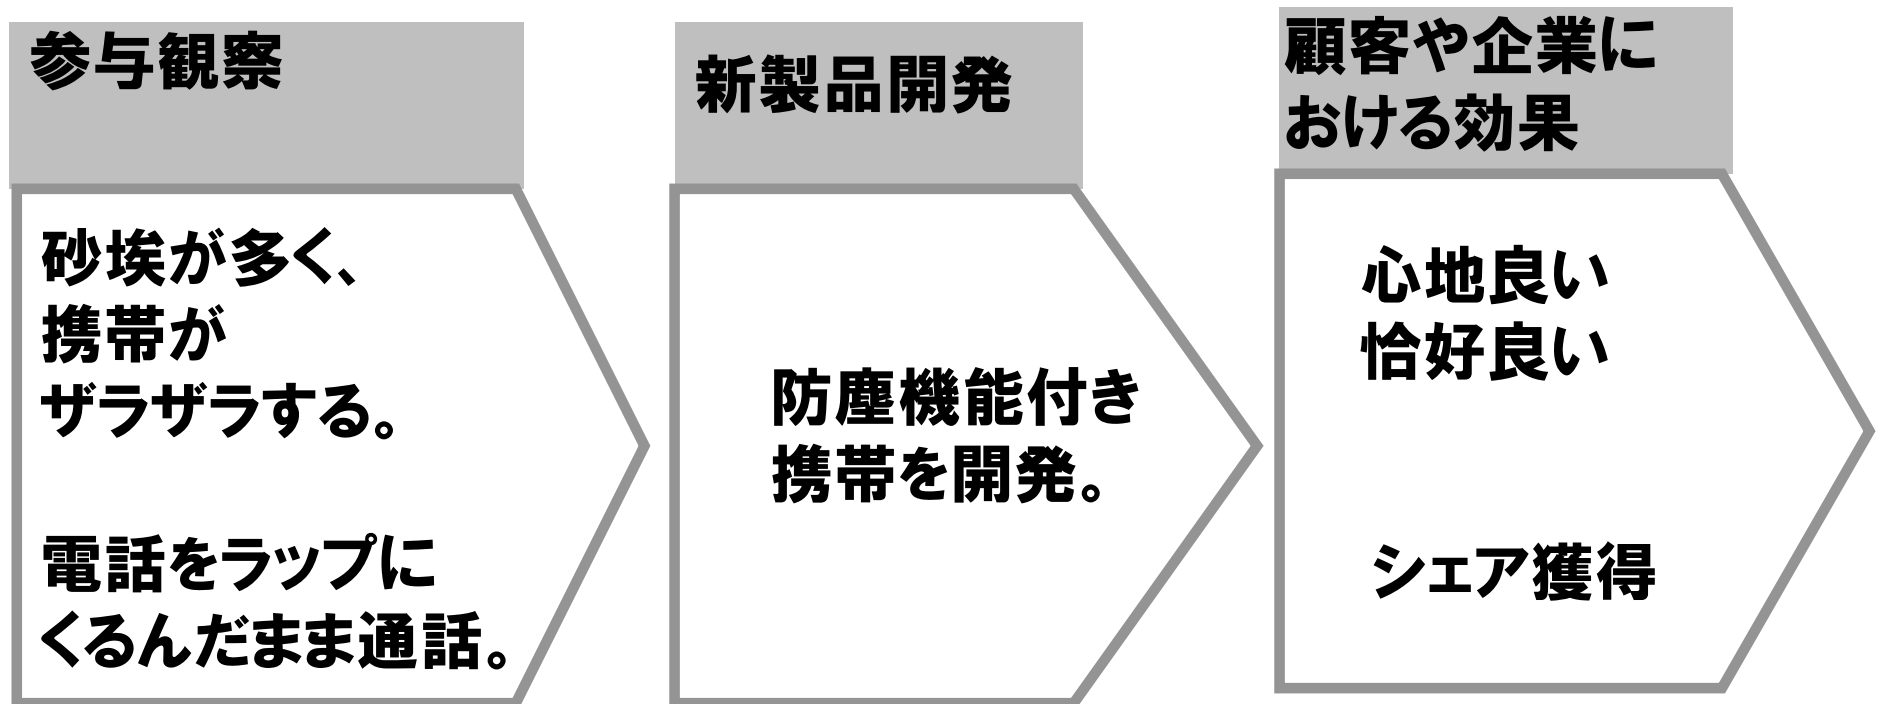 参与観察
砂埃が多く、
携帯が
ザラザラする。
電話をラップに
くるんだまま通話。
新製品開発
防塵機能付き
携帯を開発。
顧客や企業に
おける効果
心地良い
恰好良い
シェア獲得